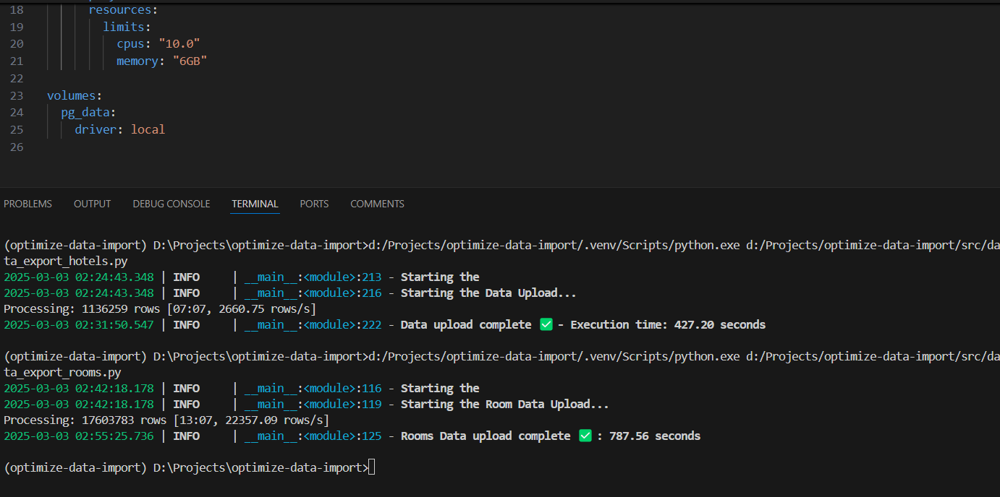 18 resources:
19 limits:
20 cpus: "10.0"
21 memory: "6GB"
22
23 volumes:
24 pg_data:
25 driver: local
26
PROBLEMS OUTPUT DEBUG CONSOLE TERMINAL PORTS COMMENTS
(optimize-data-import) D:\Projects\optimize-data-import>d:/Projects/optimize-data-import/.venv/Scripts/python.exe d:/Projects/optimize-data-import/src/da
ta_export_hotels.py
2025-03-03 02:24:43.348 | INFO | __main__:<module>:213 - Starting the
2025-03-03 02:24:43.348 | INFO | __main__:<module>:216 - Starting the Data Upload...
Processing: 1136259 rows [07:07, 2660.75 rows/s]
2025-03-03 02:31:50.547 | INFO | __main__:<module>:222 - Data upload complete ✅ - Execution time: 427.20 seconds
(optimize-data-import) D:\Projects\optimize-data-import>d:/Projects/optimize-data-import/.venv/Scripts/python.exe d:/Projects/optimize-data-import/src/da
ta_export_rooms.py
2025-03-03 02:42:18.178 | INFO | __main__:<module>:116 - Starting the
2025-03-03 02:42:18.178 | INFO | __main__:<module>:119 - Starting the Room Data Upload...
Processing: 17603783 rows [13:07, 22357.09 rows/s]
2025-03-03 02:55:25.736 | INFO | __main__:<module>:125 - Rooms Data upload complete ✅ : 787.56 seconds
(optimize-data-import) D:\Projects\optimize-data-import>